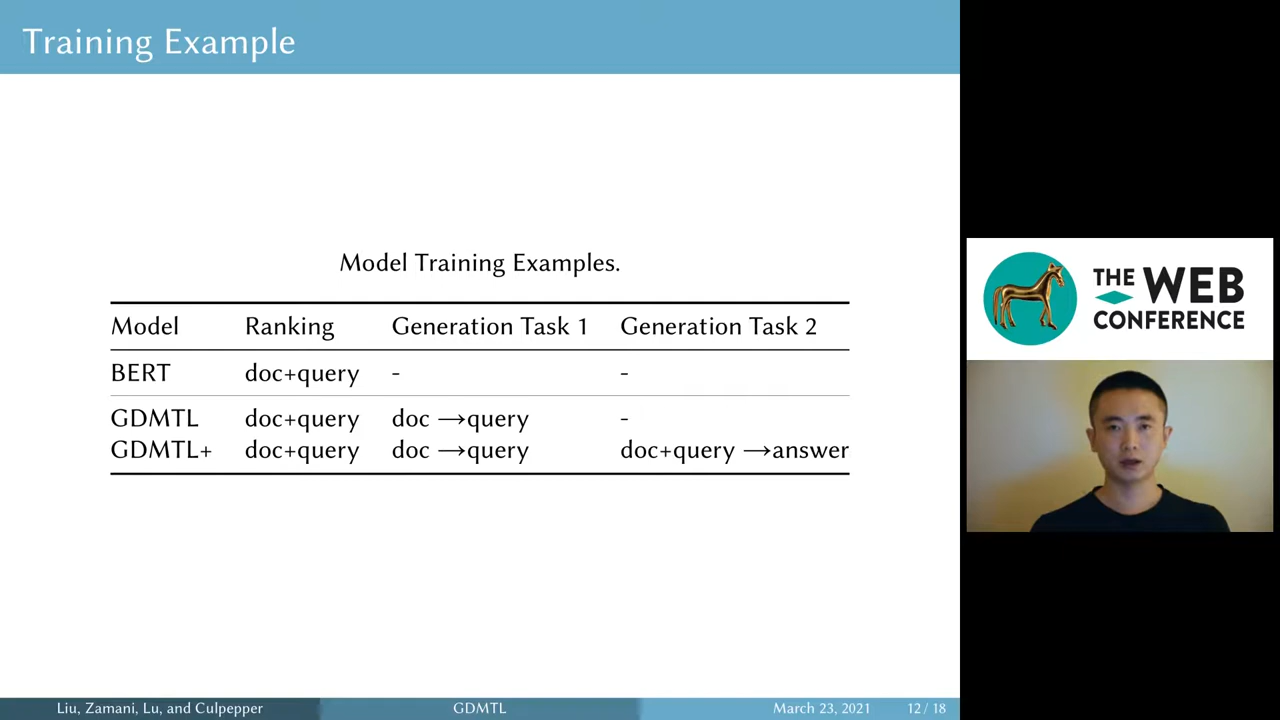 Training Example
Model Training Examples.
Model Ranking Generation Task 1 Generation Task 2
BERT doc+query - -
GDMTL doc+query doc →query -
GDMTL+ doc+query doc →query doc+query →answer
Liu, Zamani, Lu, and Culpepper GDMTL March 23, 2021 12 / 18
THE WEB
CONFERENCE